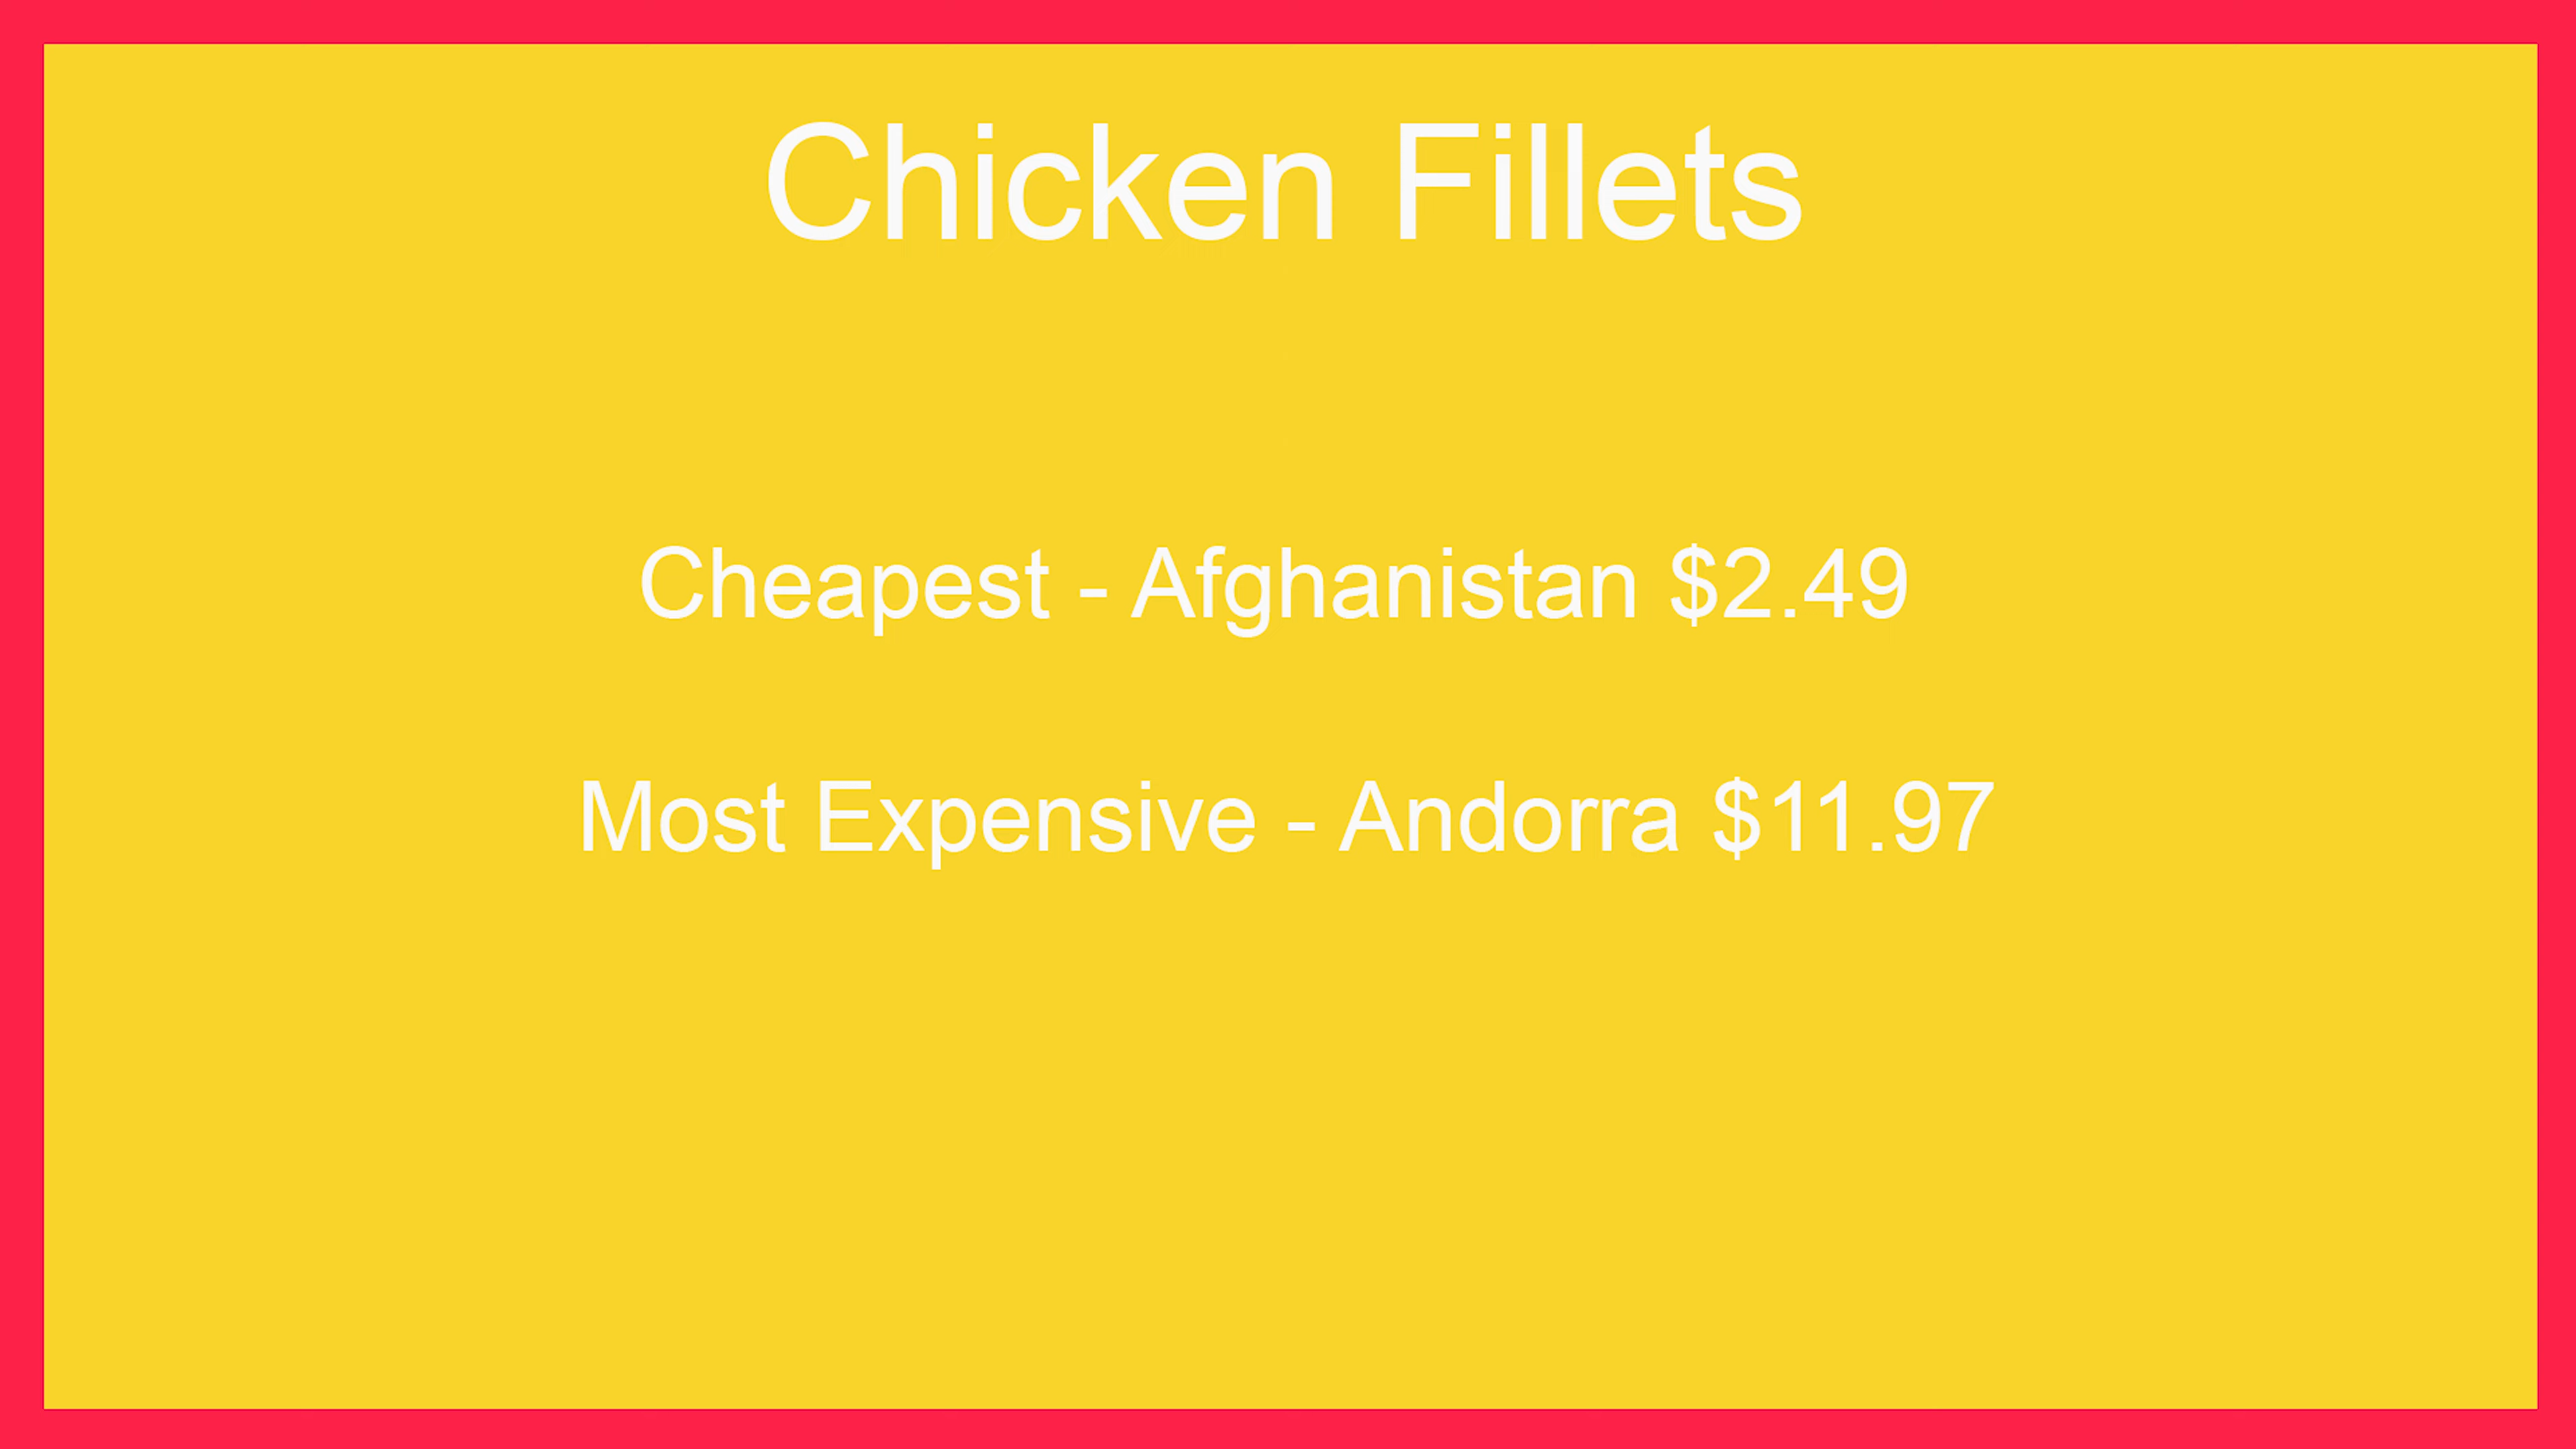 Chicken Fillets
Cheapest - Afghanistan $2.49
Most Expensive - Andorra $11.97